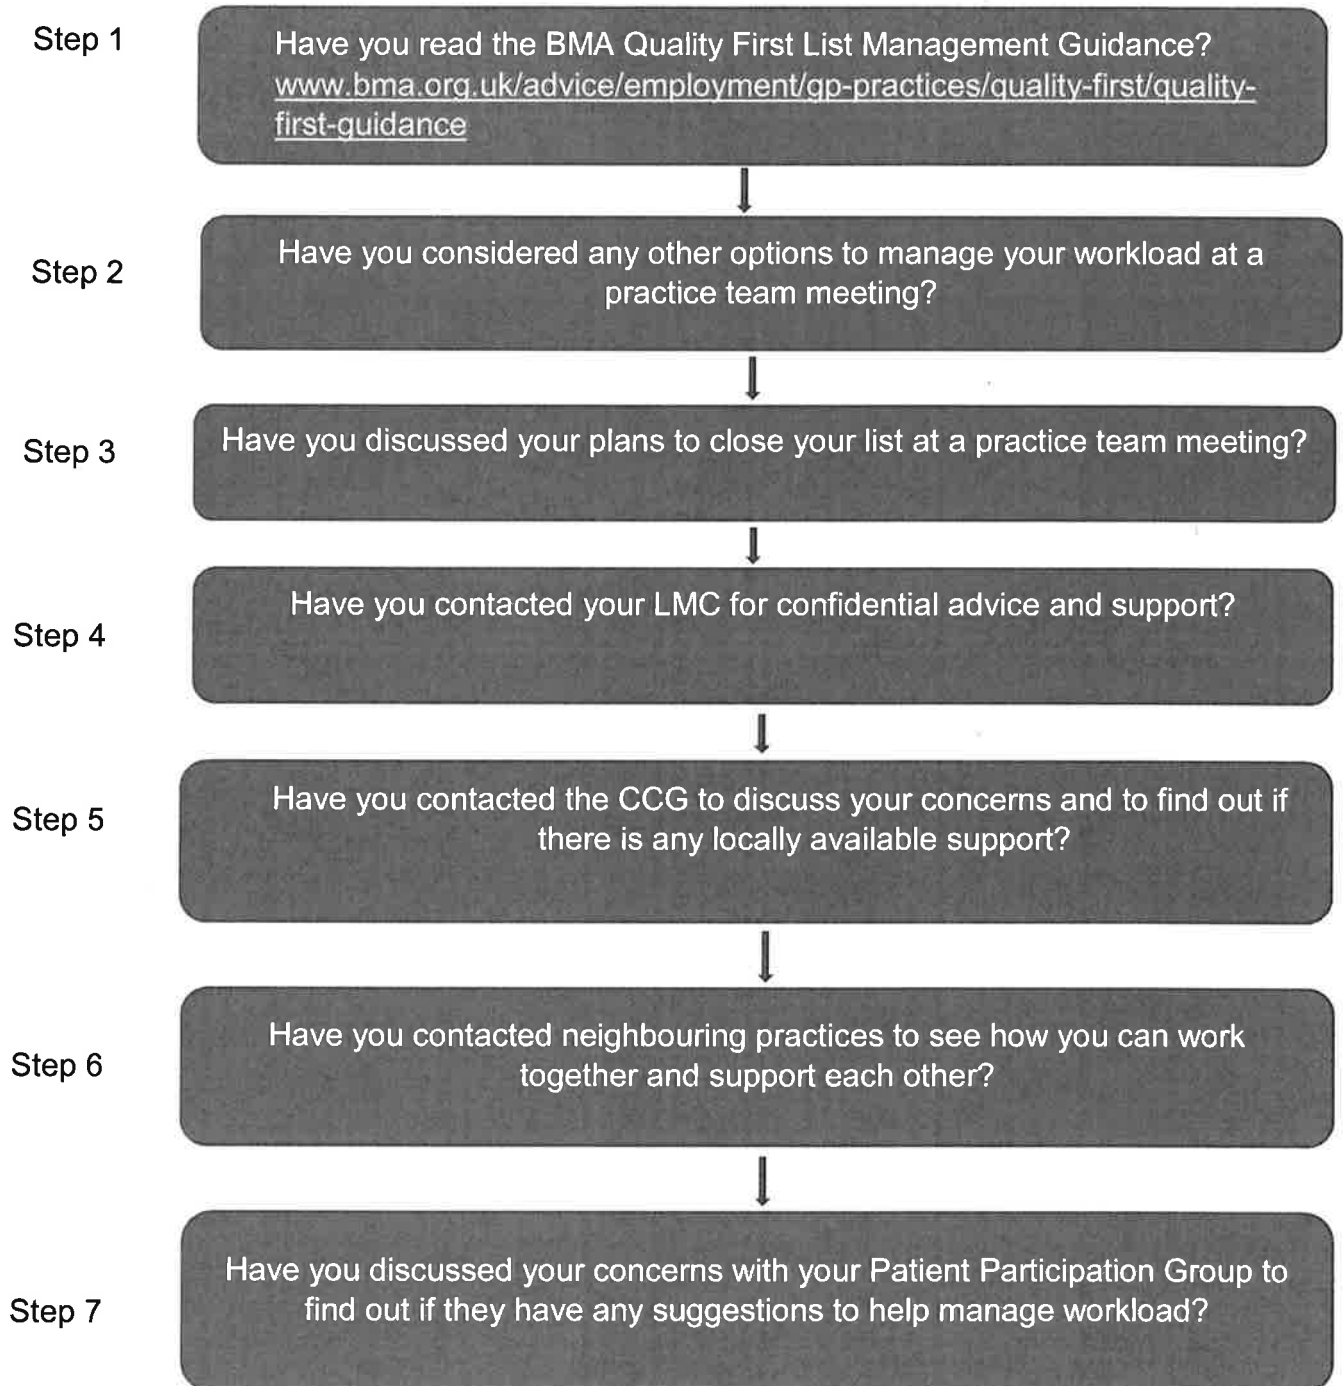 Step 1
Have you read the BMA Quality First List Management Guidance?
www.bma.org.uk/advice/employment/gp-practices/quality-first/quality-
first-guidance
Step 2
Have you considered any other options to manage your workload at a
practice team meeting?
Step 3
Have you discussed your plans to close your list at a practice team meeting?
Step 4
Have you contacted your LMC for confidential advice and support?
Step 5
Have you contacted the CCG to discuss your concerns and to find out if
there is any locally available support?
Step 6
Have you contacted neighbouring practices to see how you can work
together and support each other?
Step 7
Have you discussed your concerns with your Patient Participation Group to
find out if they have any suggestions to help manage workload?